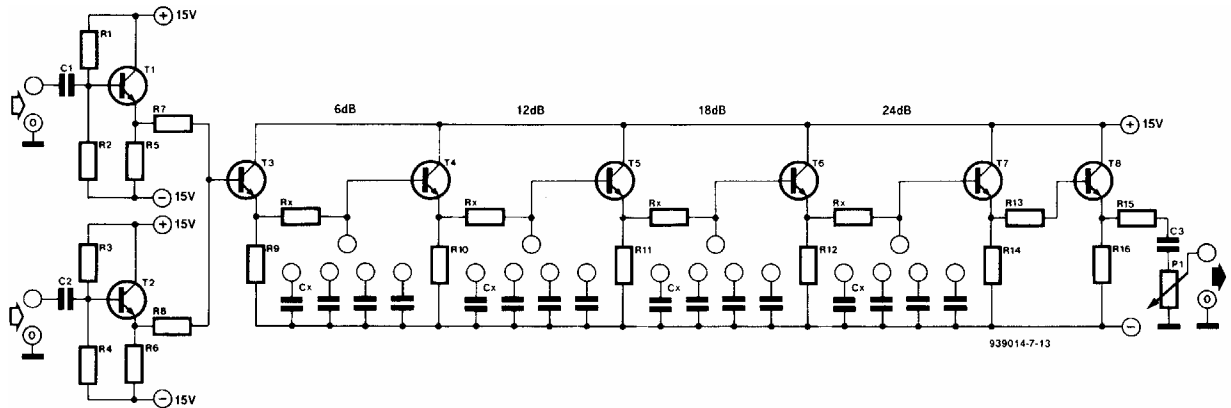 + 15V
R1
C1
T1
R7
R2
R5
0
- 15V
+ 15V
R3
C2
T2
R8
R4
R6
0
- 15V
6dB
12dB
18dB
24dB
+ 15V
T3
T4
T5
T6
T7
T8
Rx
Rx
Rx
Rx
R13
R15
R9
R10
R11
R12
R14
R16
C3
P1
Cx
Cx
Cx
Cx
0
-
939014-7-13